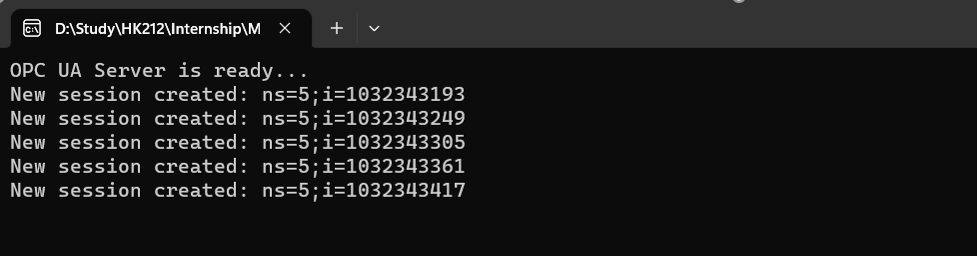 D:\Study\HK212\Internship\M
OPC UA Server is ready...
New session created: ns=5;i=1032343193
New session created: ns=5;i=1032343249
New session created: ns=5;i=1032343305
New session created: ns=5;i=1032343361
New session created: ns=5;i=1032343417